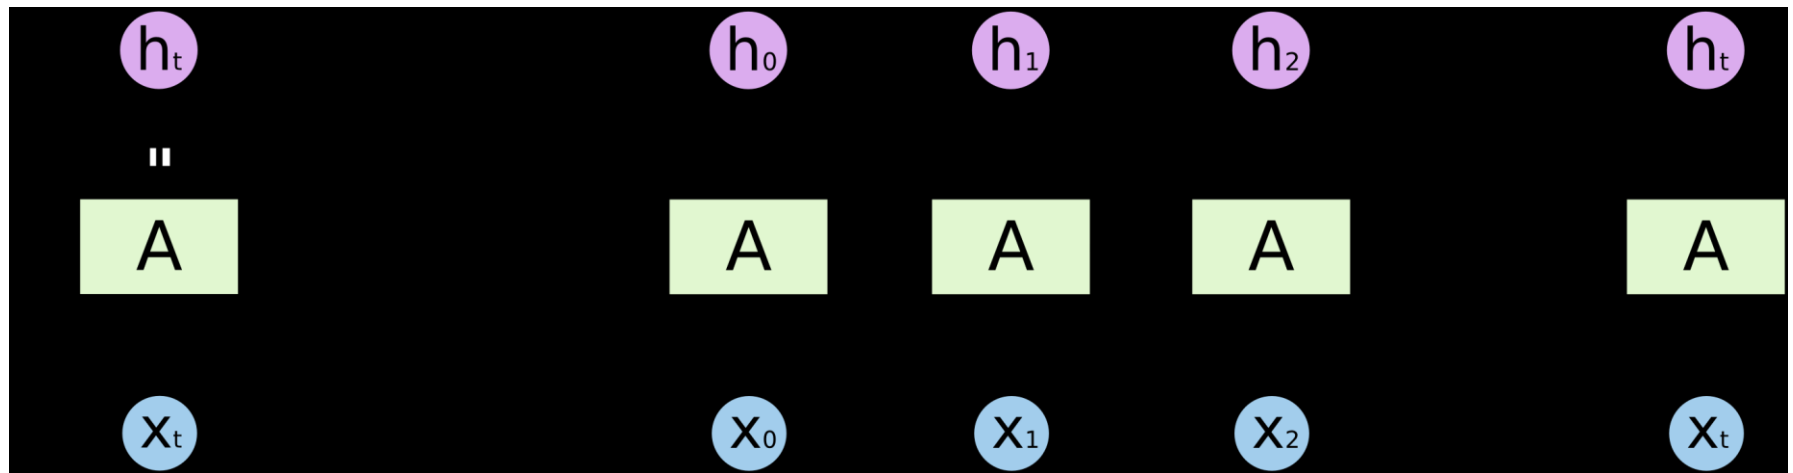 hₜ h₀ h₁ h₂ hₜ
A A A A A
xₜ x₀ x₁ x₂ xₜ